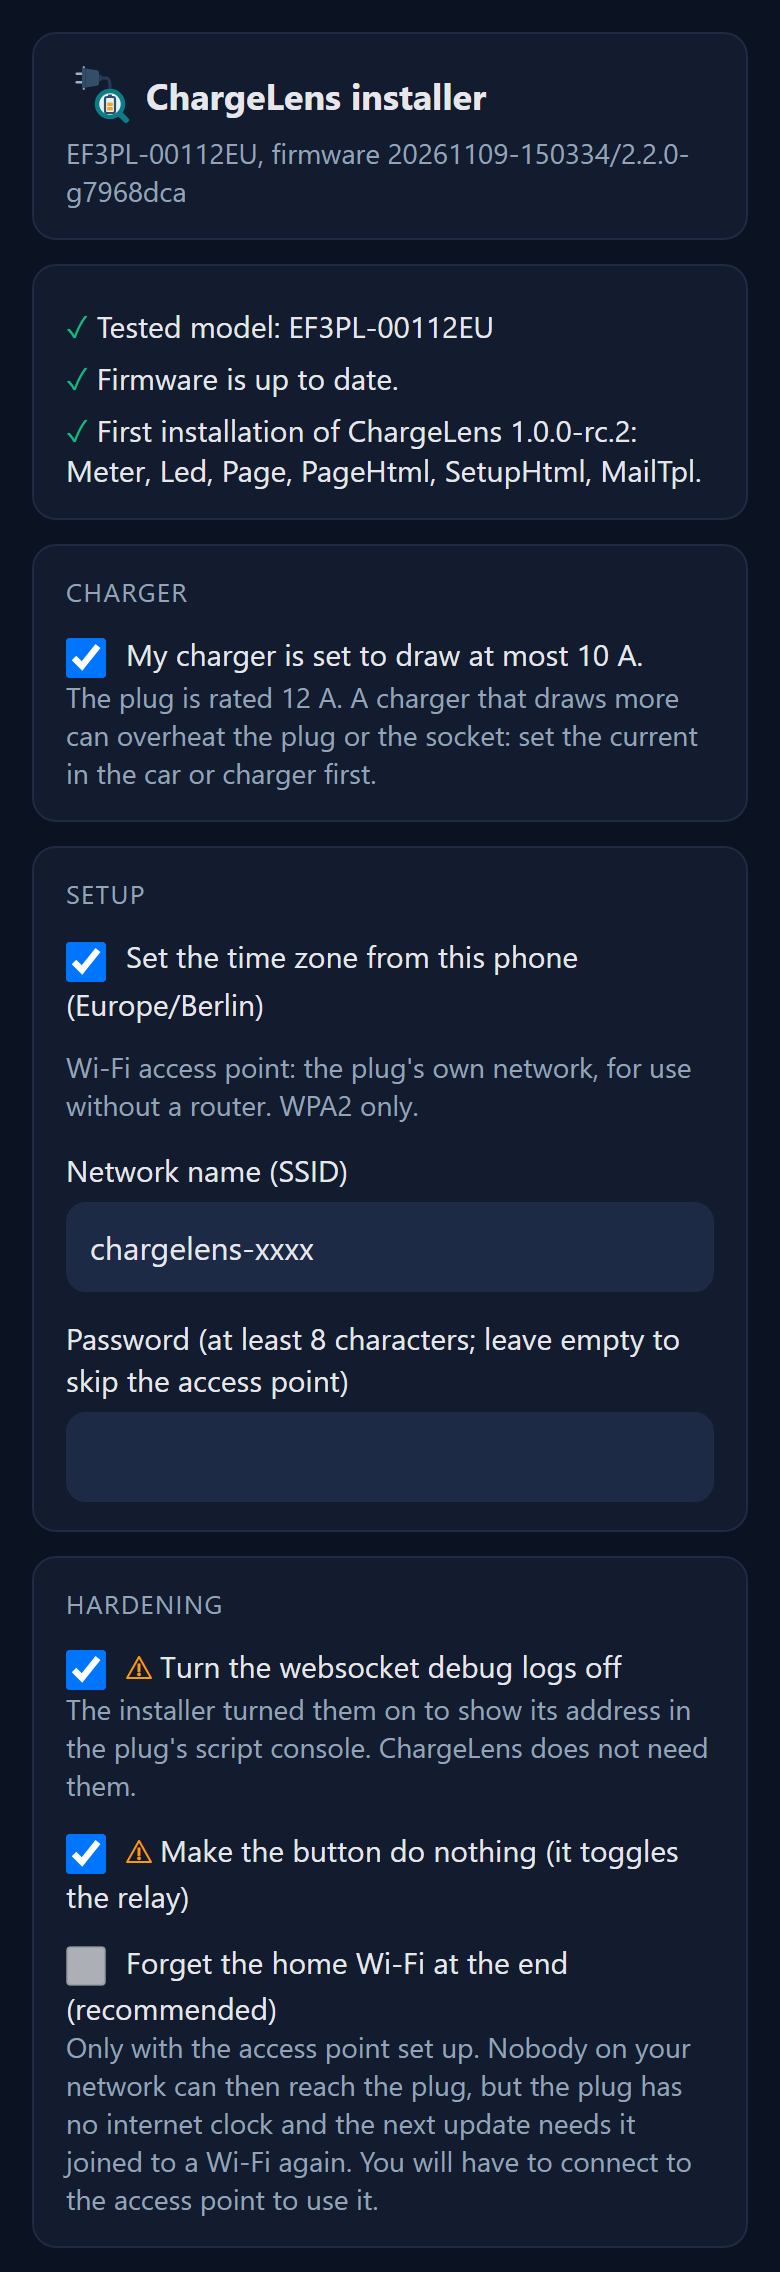 ChargeLens installer
EF3PL-00112EU, firmware 20261109-150334/2.2.0-
g7968dca
✓ Tested model: EF3PL-00112EU
✓ Firmware is up to date.
✓ First installation of ChargeLens 1.0.0-rc.2:
Meter, Led, Page, PageHtml, SetupHtml, MailTpl.
CHARGER
My charger is set to draw at most 10 A.
The plug is rated 12 A. A charger that draws more
can overheat the plug or the socket: set the current
in the car or charger first.
SETUP
Set the time zone from this phone
(Europe/Berlin)
Wi-Fi access point: the plug's own network, for use
without a router. WPA2 only.
Network name (SSID)
chargelens-xxxx
Password (at least 8 characters; leave empty to
skip the access point)
HARDENING
⚠ Turn the websocket debug logs off
The installer turned them on to show its address in
the plug's script console. ChargeLens does not need
them.
⚠ Make the button do nothing (it toggles
the relay)
Forget the home Wi-Fi at the end
(recommended)
Only with the access point set up. Nobody on your
network can then reach the plug, but the plug has
no internet clock and the next update needs it
joined to a Wi-Fi again. You will have to connect to
the access point to use it.